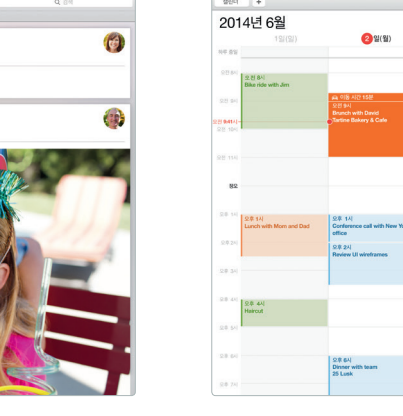 검색
캘린더 +
2014년 6월
1일(일)
2일(월)
하루 종일
오전 8시
오전 8시
Bike ride with Jim
오전 9시
이동 시간 15분
오전 9시
Brunch with David
Tartine Bakery & Cafe
오전 9:41
오전 10시
오전 11시
정오
오후 1시
오후 1시
Lunch with Mom and Dad
오후 1시
Conference call with New Yo
office
오후 2시
오후 2시
Review UI wireframes
오후 3시
오후 4시
오후 4시
Haircut
오후 5시
오후 6시
오후 6시
Dinner with team
25 Lusk
오후 7시